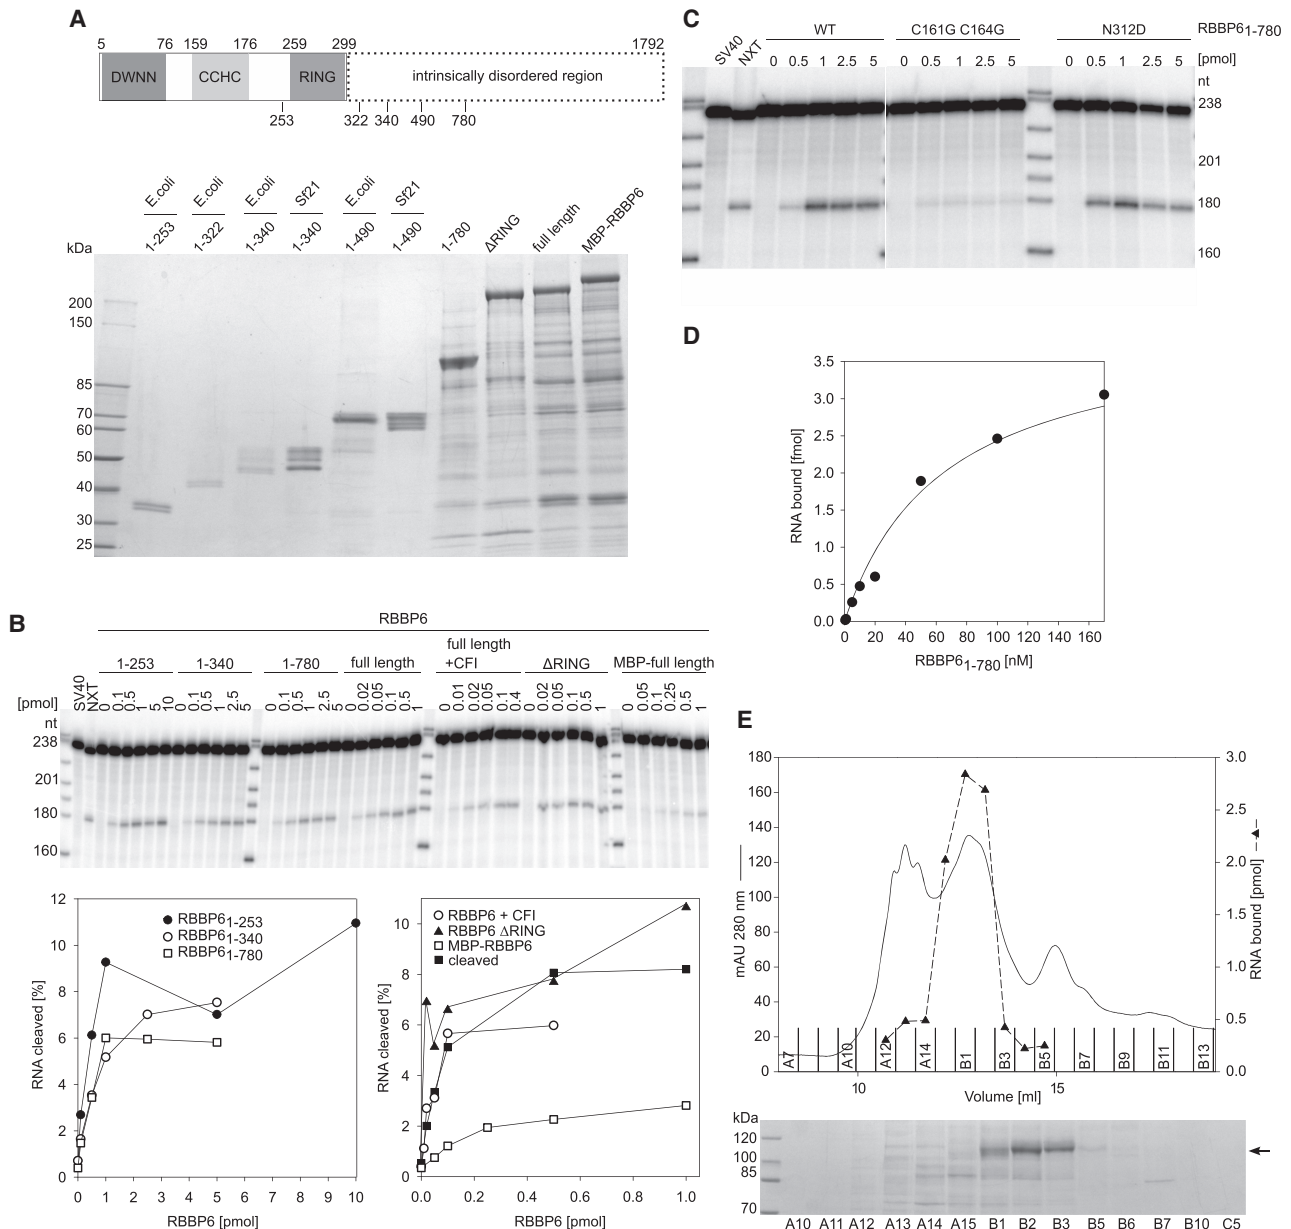 A
5 76 159 176 259 299 1792
DWNN CCHC RING intrinsically disordered region
253 322 340 490 780
E.coli E.coli E.coli Sf21 E.coli Sf21
1-253 1-322 1-340 1-340 1-490 1-490 1-780 ΔRING full length MBP-RBBP6
kDa
200
150
85
70
60
50
40
30
25
B
RBBP6
1-253 1-340 1-780 full length full length +CFI ΔRING MBP-full length
[pmol] SV40 NXT 0 0.1 0.5 1 5 10 0 0.1 0.5 1 2.5 5 0 0.1 0.5 1 2.5 5 0 0.02 0.05 0.1 0.5 1 0 0.01 0.02 0.05 0.1 0.4 0 0.02 0.05 0.1 0.5 1 0 0.05 0.1 0.25 0.5 1
nt
238
201
180
160
RNA cleaved [%]
12
10
8
6
4
2
0
RBBP61-253
RBBP61-340
RBBP61-780
0 1 2 3 4 5 6 7 8 9 10
RBBP6 [pmol]
RNA cleaved [%]
10
8
6
4
2
0
RBBP6 + CFI
RBBP6 ΔRING
MBP-RBBP6
cleaved
0.0 0.2 0.4 0.6 0.8 1.0
RBBP6 [pmol]
C
SV40 NXT WT C161G C164G N312D RBBP61-780
0 0.5 1 2.5 5 0 0.5 1 2.5 5 0 0.5 1 2.5 5 [pmol]
nt
238
201
180
160
D
RNA bound [fmol]
3.5
3.0
2.5
2.0
1.5
1.0
0.5
0.0
0 20 40 60 80 100 120 140 160
RBBP61-780 [nM]
E
mAU 280 nm
180
160
140
120
100
80
60
40
20
0
RNA bound [pmol]
3.0
2.5
2.0
1.5
1.0
0.5
0.0
A7 A10 A12 A14 B1 B3 B5 B7 B9 B11 B13
10 15
Volume [ml]
kDa
120
100
85
70
A10 A11 A12 A13 A14 A15 B1 B2 B3 B5 B6 B7 B10 C5